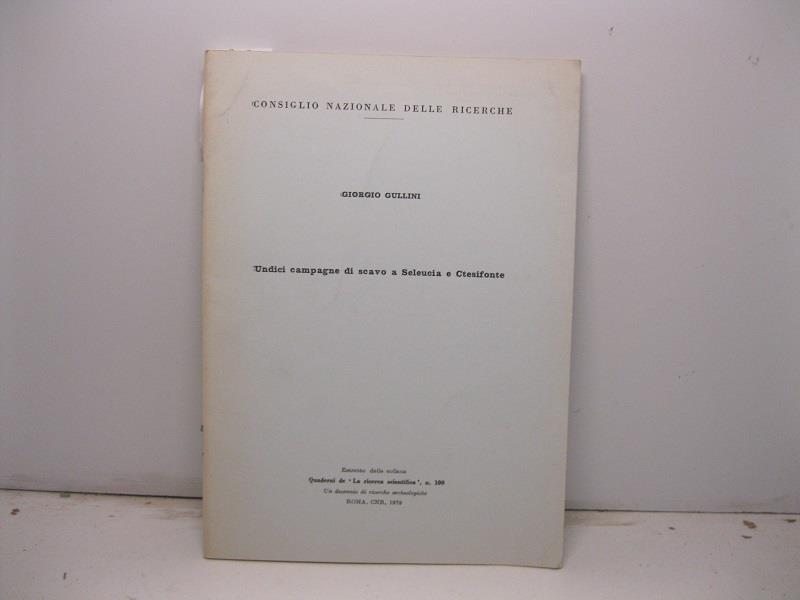 CONSIGLIO NAZIONALE DELLE RICERCHE
GIORGIO GULLINI
Undici campagne di scavo a Seleucia e Ctesifonte
Estratto dalla collana
Quaderni de "La ricerca scientifica", n. 100
Un decennio di ricerche archeologiche
ROMA, CNR, 1978